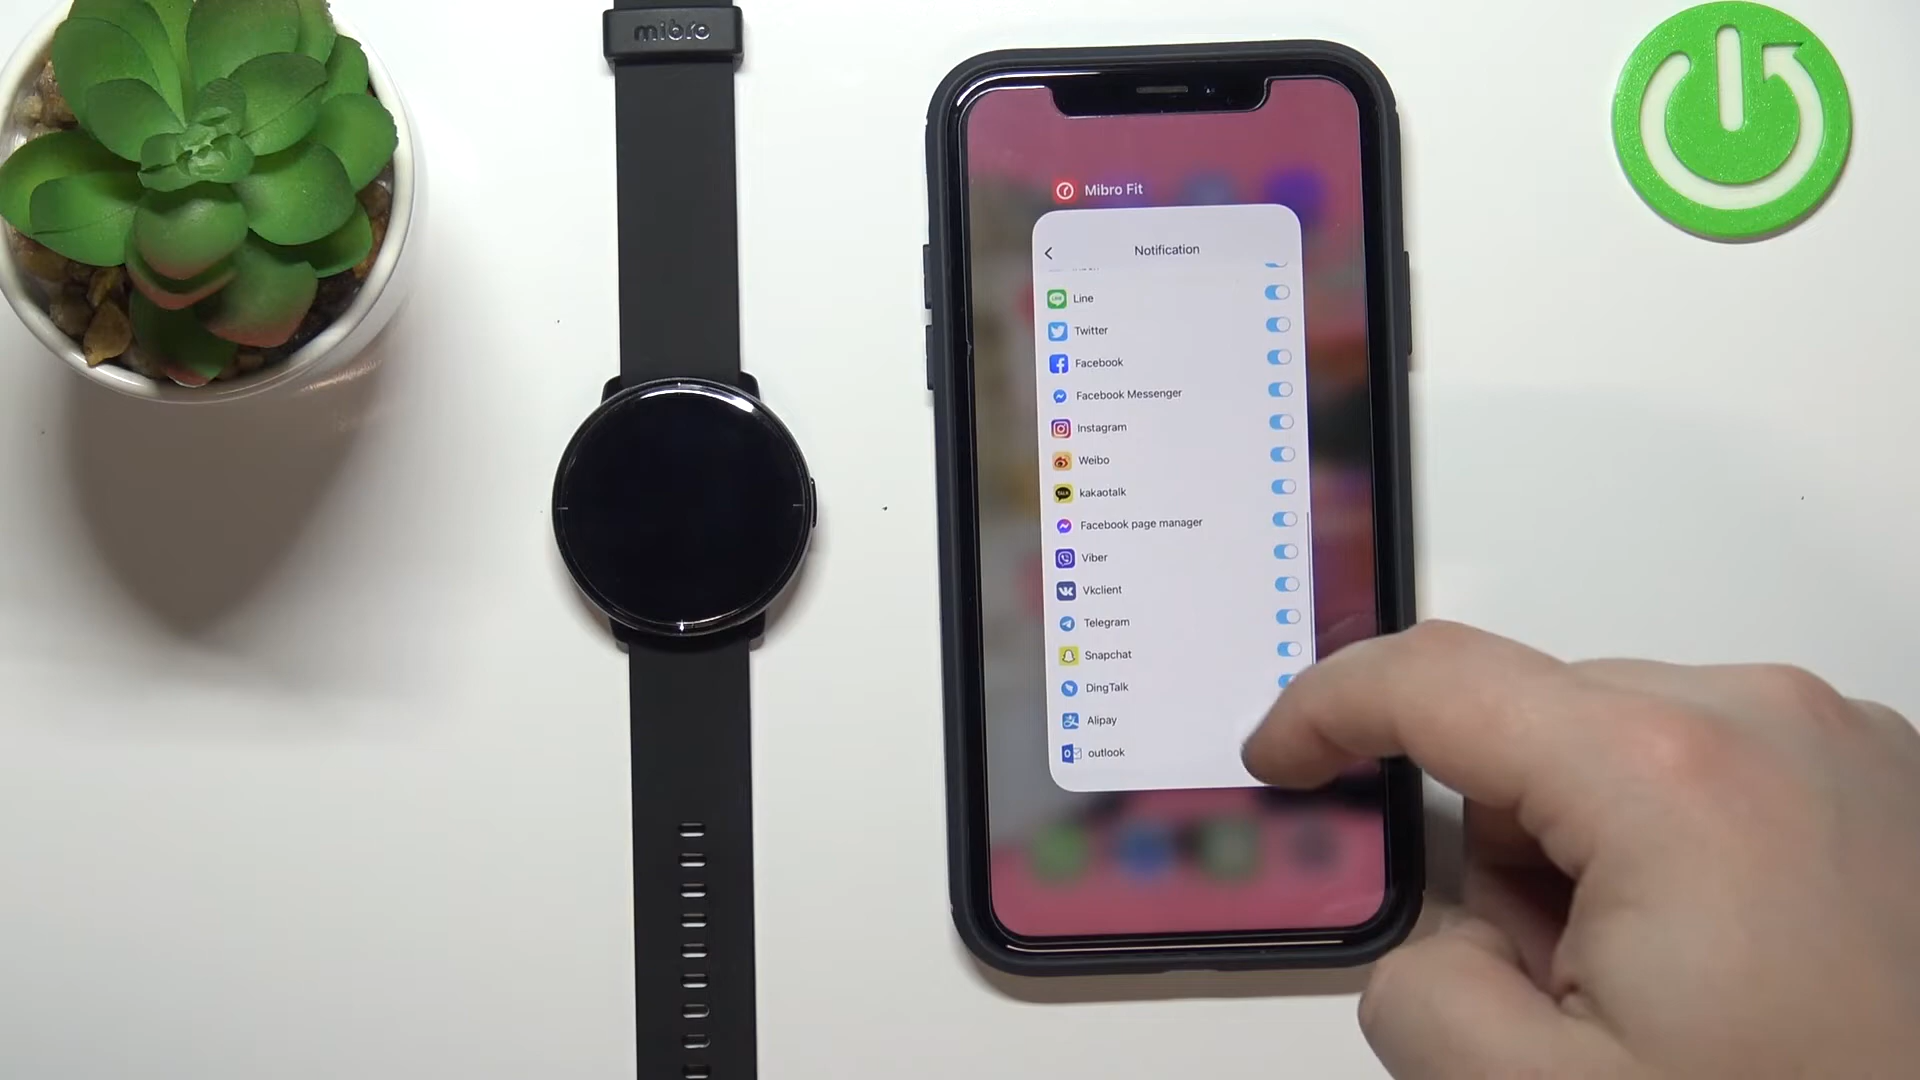 mibro
Mibro Fit
Notification
Line
Twitter
Facebook
Facebook Messenger
Instagram
Weibo
kakaotalk
Facebook page manager
Viber
Vkclient
Telegram
Snapchat
DingTalk
Alipay
outlook